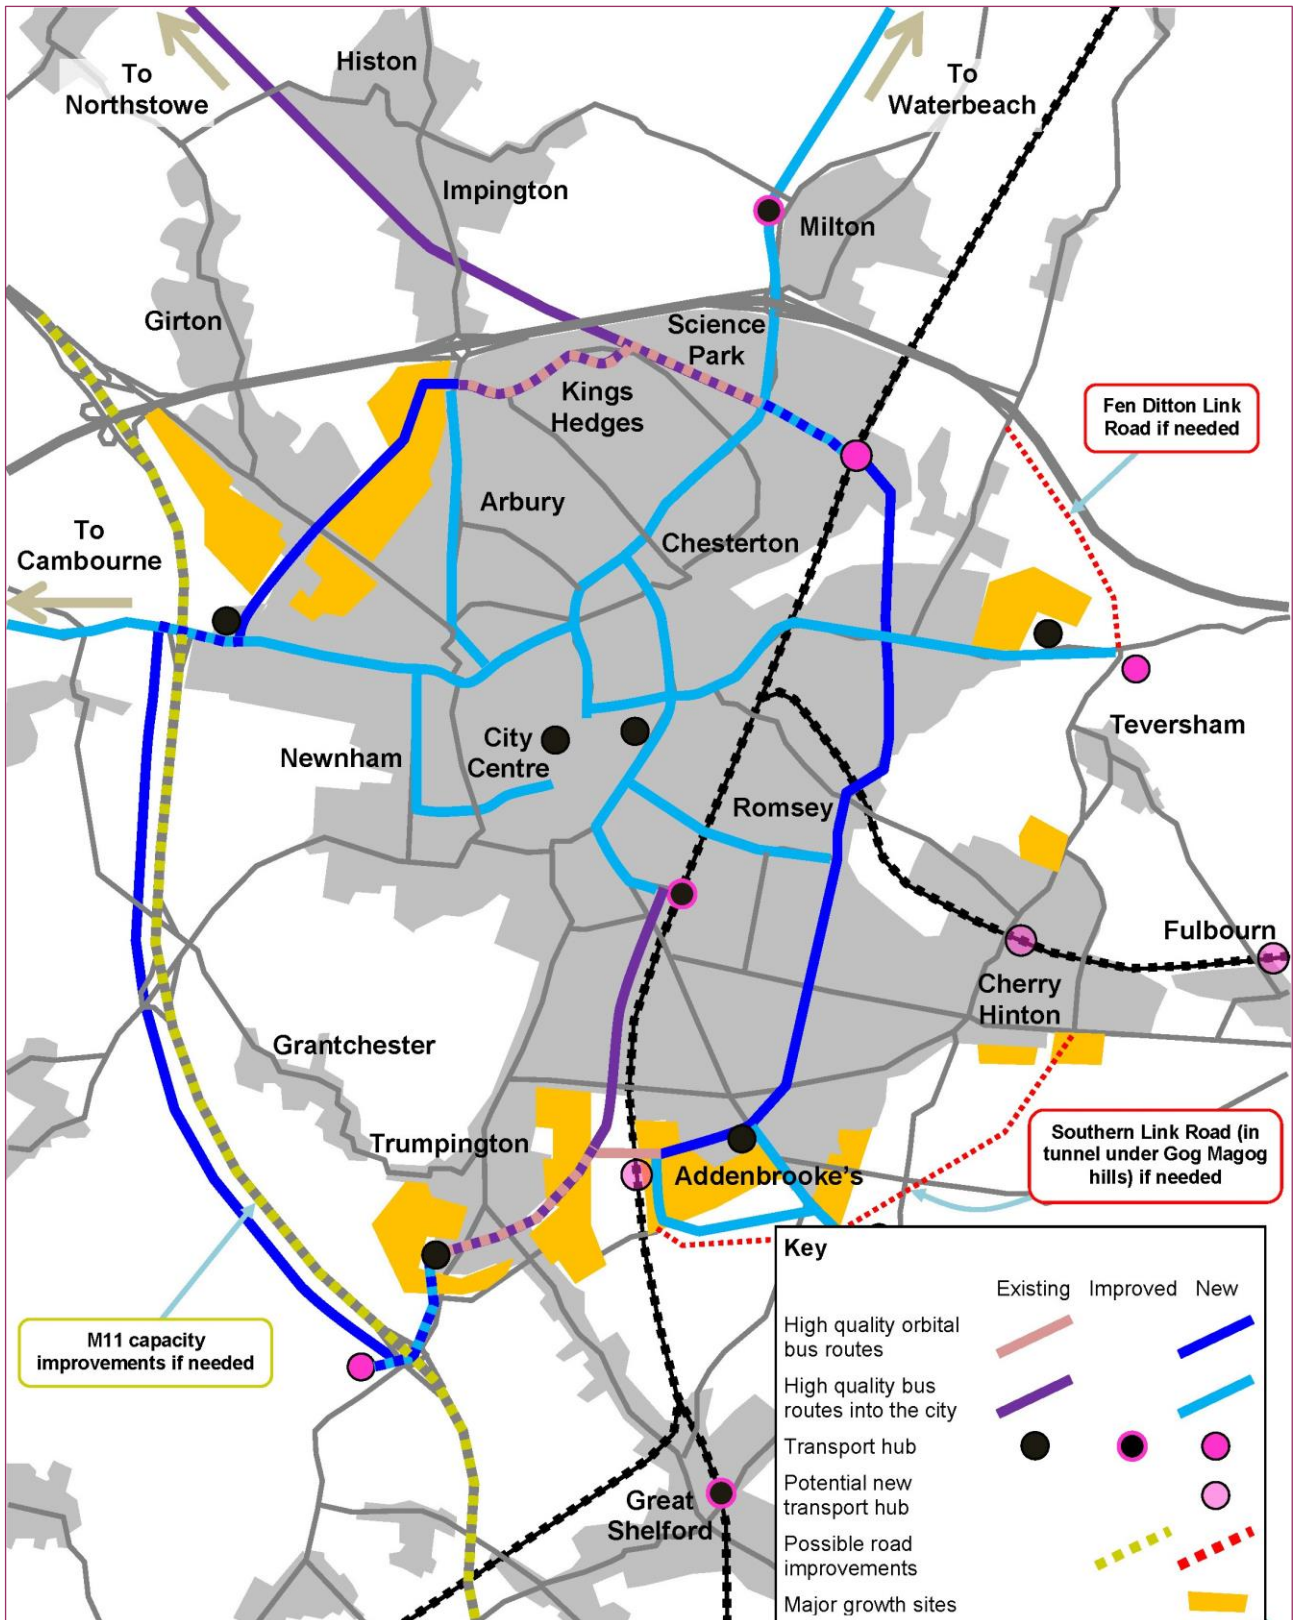 Histon
To
Northstowe
To
Waterbeach
Impington
Milton
Girton
Science
Park
Kings
Hedges
Fen Ditton Link
Road if needed
Arbury
To
Cambourne
Chesterton
Teversham
City
Centre
Newnham
Romsey
Fulbourn
Cherry
Hinton
Grantchester
Trumpington
Southern Link Road (in
tunnel under Gog Magog
hills) if needed
Addenbrooke's
M11 capacity
improvements if needed
Great
Shelford
Key
Existing Improved New
High quality orbital
bus routes
High quality bus
routes into the city
Transport hub
Potential new
transport hub
Possible road
improvements
Major growth sites